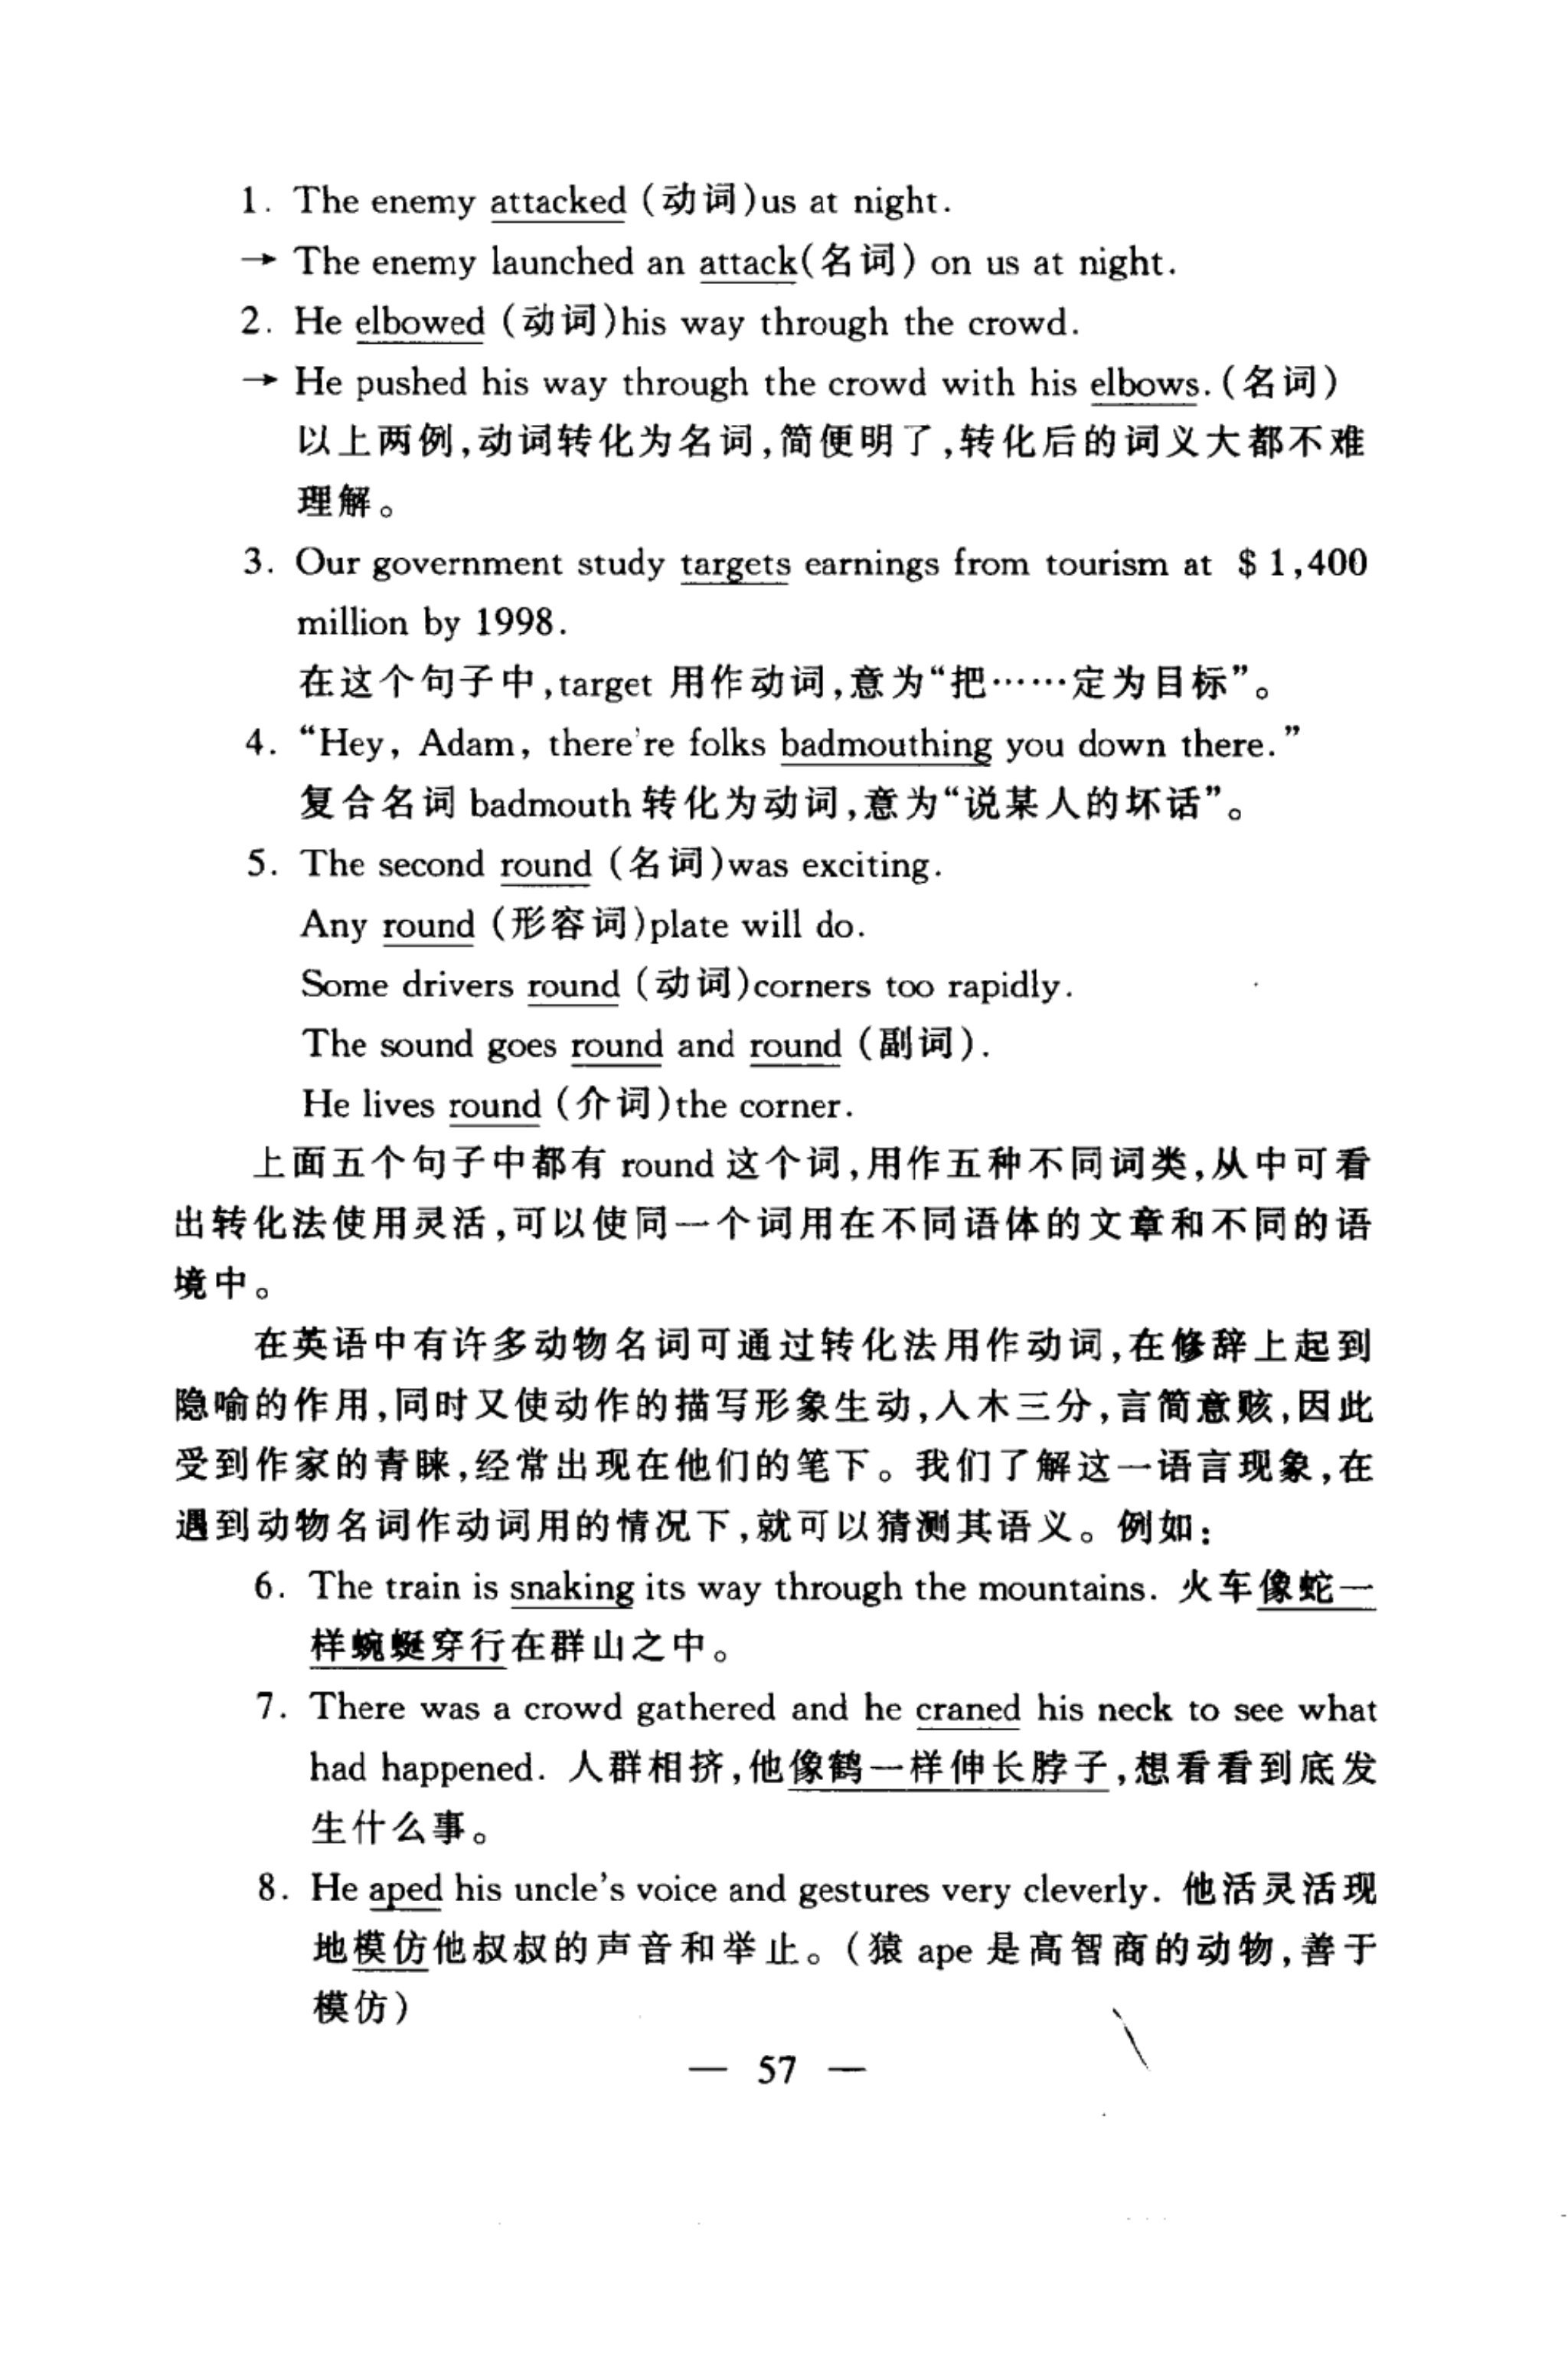 1. The enemy attacked (动词)us at night.
→ The enemy launched an attack(名词) on us at night.
2. He elbowed (动词)his way through the crowd.
→ He pushed his way through the crowd with his elbows.(名词)
以上两例,动词转化为名词,简便明了,转化后的词义大都不难
理解。
3. Our government study targets earnings from tourism at $1,400
million by 1998.
在这个句子中,target 用作动词,意为“把……定为目标”。
4. “Hey, Adam, there're folks badmouthing you down there.”
复合名词 badmouth 转化为动词,意为“说某人的坏话”。
5. The second round (名词)was exciting.
Any round (形容词)plate will do.
Some drivers round (动词)corners too rapidly.
The sound goes round and round (副词).
He lives round (介词)the corner.
上面五个句子中都有 round 这个词,用作五种不同词类,从中可看
出转化法使用灵活,可以使同一个词用在不同语体的文章和不同的语
境中。
在英语中有许多动物名词可通过转化法用作动词,在修辞上起到
隐喻的作用,同时又使动作的描写形象生动,入木三分,言简意赅,因此
受到作家的青睐,经常出现在他们的笔下。我们了解这一语言现象,在
遇到动物名词作动词用的情况下,就可以猜测其语义。例如:
6. The train is snaking its way through the mountains. 火车像蛇一
样蜿蜒穿行在群山之中。
7. There was a crowd gathered and he craned his neck to see what
had happened. 人群相挤,他像鹤一样伸长脖子,想看看到底发
生什么事。
8. He aped his uncle's voice and gestures very cleverly. 他活灵活现
地模仿他叔叔的声音和举止。(猿 ape 是高智商的动物,善于
模仿)
— 57 —